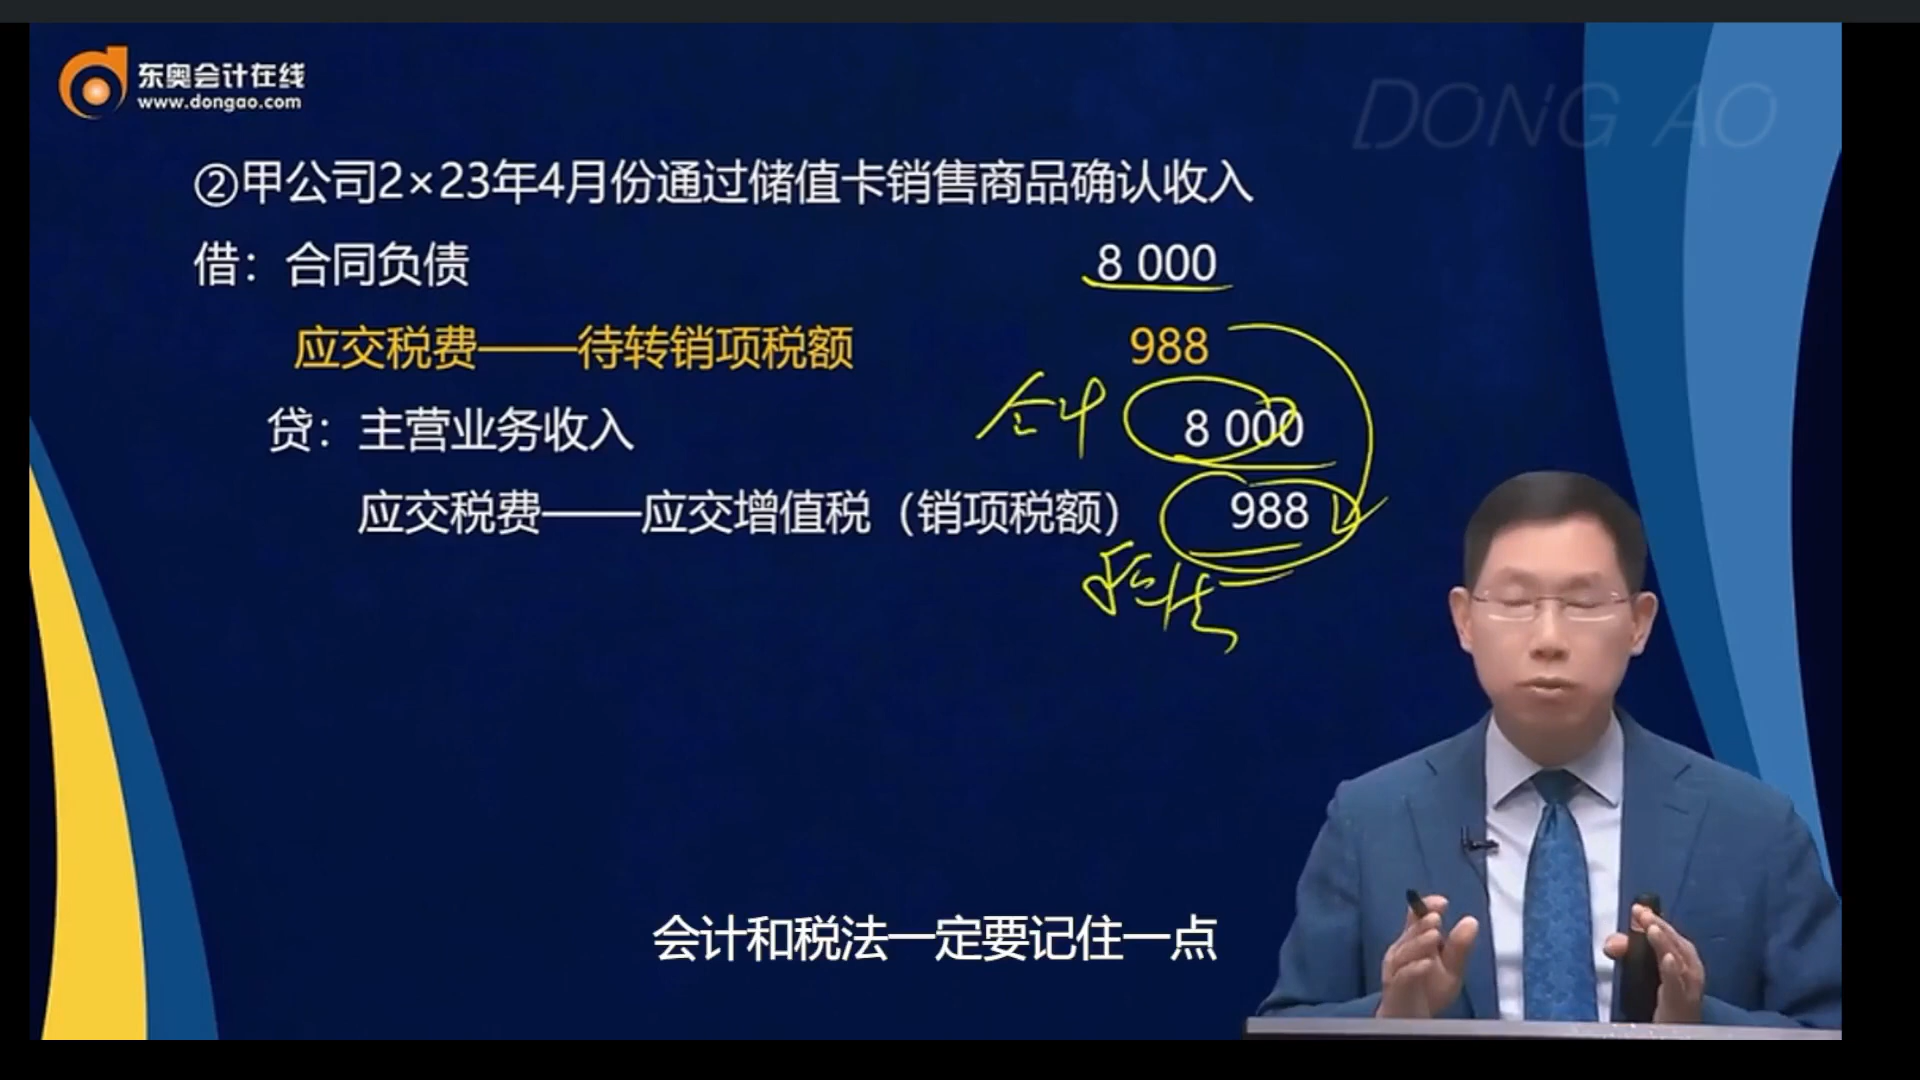 东奥会计在线
www.dongao.com
DONG AO
②甲公司2×23年4月份通过储值卡销售商品确认收入
借：合同负债 8 000
应交税费——待转销项税额 988
会计
贷：主营业务收入 8 000
应交税费——应交增值税（销项税额） 988
税法
会计和税法一定要记住一点